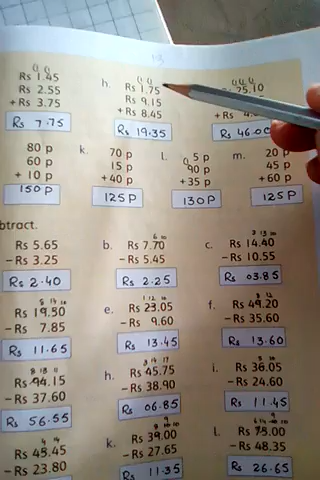 113
Rs 1.45
Rs 2.55
+ Rs 3.75
Rs 7.75
h.
Rs 1.75
Rs 9.15
+ Rs 8.45
Rs 19.35
Rs 25.10
Rs 46.00
80 p
60 p
+ 10 p
150 P
k.
70 p
15 p
+40 p
125 P
l.
05 p
90 p
+35 p
130 P
m.
20 p
45 p
+ 60 p
125 P
btract.
Rs 5.65
− Rs 3.25
Rs 2.40
b.
Rs 7.70
− Rs 5.45
Rs 2.25
c.
Rs 14.40
− Rs 10.55
Rs 03.85
Rs 19.50
− Rs 7.85
Rs 11.65
e.
Rs 23.05
− Rs 9.60
Rs 13.45
f.
Rs 49.20
− Rs 35.60
Rs 13.60
Rs 94.15
− Rs 37.60
Rs 56.55
h.
Rs 45.75
− Rs 38.90
Rs 06.85
i.
Rs 36.05
− Rs 24.60
Rs 11.45
Rs 45.45
− Rs 23.80
k.
Rs 39.00
− Rs 27.65
Rs 11.35
l.
Rs 75.00
− Rs 48.35
Rs 26.65